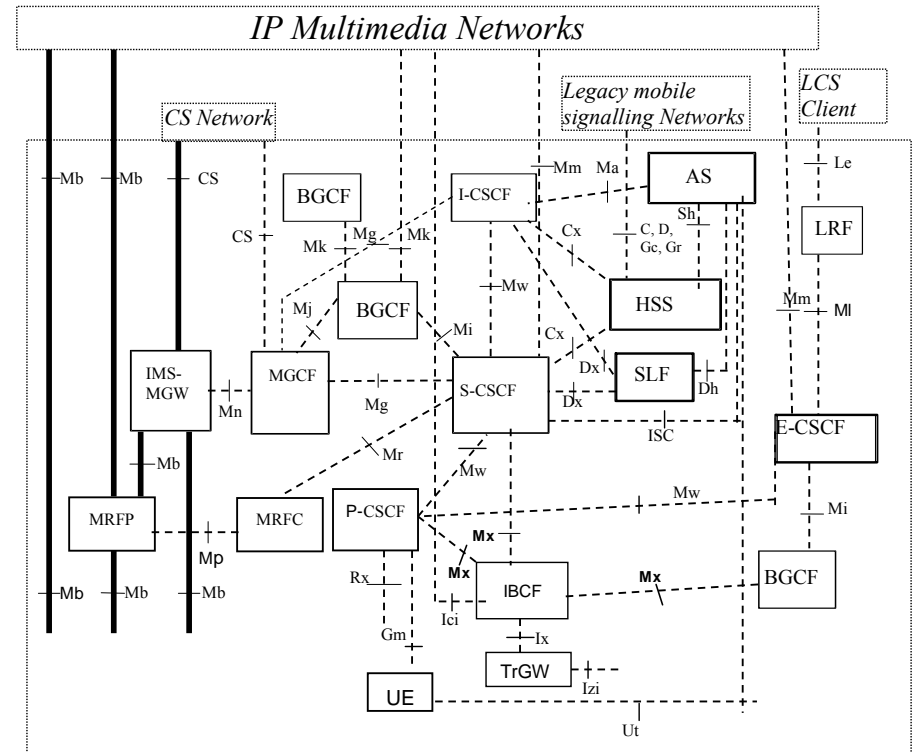 IP Multimedia Networks
CS Network
Legacy mobile
signalling Networks
LCS
Client
Mb
Mb
CS
CS
BGCF
Mk
Mg
Mk
I-CSCF
Mm
Ma
AS
Le
LRF
Sh
C, D,
Gc, Gr
Cx
Mw
HSS
Mm
Ml
BGCF
Mj
Mi
Cx
Dx
SLF
Dh
IMS-
MGW
Mn
MGCF
Mg
S-CSCF
Dx
ISC
E-CSCF
Mb
Mr
Mw
Mw
Mi
MRFP
Mp
MRFC
P-CSCF
Mx
Mx
Mx
BGCF
Rx
IBCF
Mb
Mb
Mb
Ici
Gm
Ix
TrGW
Izi
UE
Ut